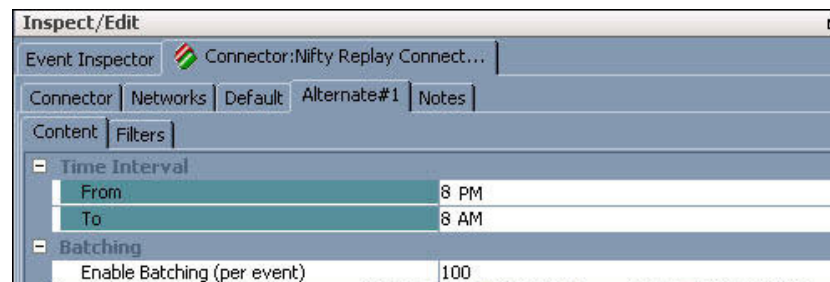 Inspect/Edit
Event Inspector Connector:Nifty Replay Connect...
Connector Networks Default Alternate#1 Notes
Content Filters
Time Interval
From 8 PM
To 8 AM
Batching
Enable Batching (per event) 100